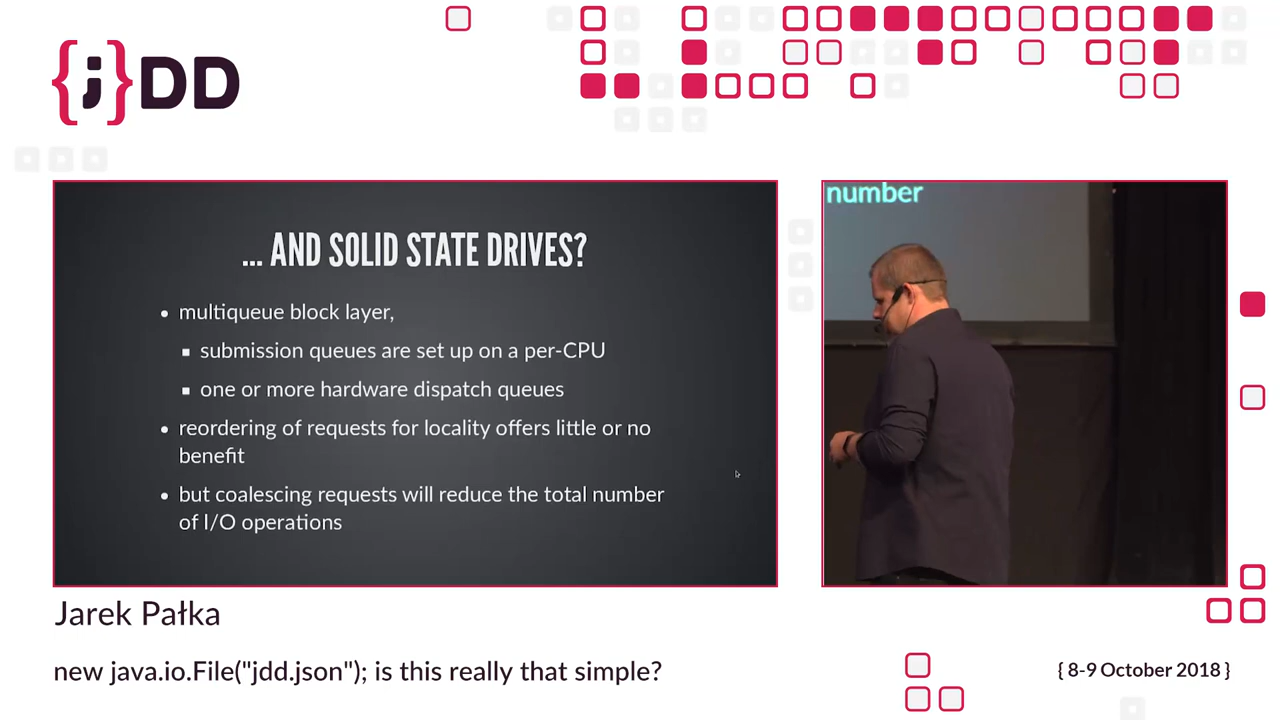 {j}DD
... AND SOLID STATE DRIVES?
• multiqueue block layer,
▪ submission queues are set up on a per-CPU
▪ one or more hardware dispatch queues
• reordering of requests for locality offers little or no
benefit
• but coalescing requests will reduce the total number
of I/O operations
number
Jarek Pałka
new java.io.File("jdd.json"); is this really that simple?
{ 8-9 October 2018 }